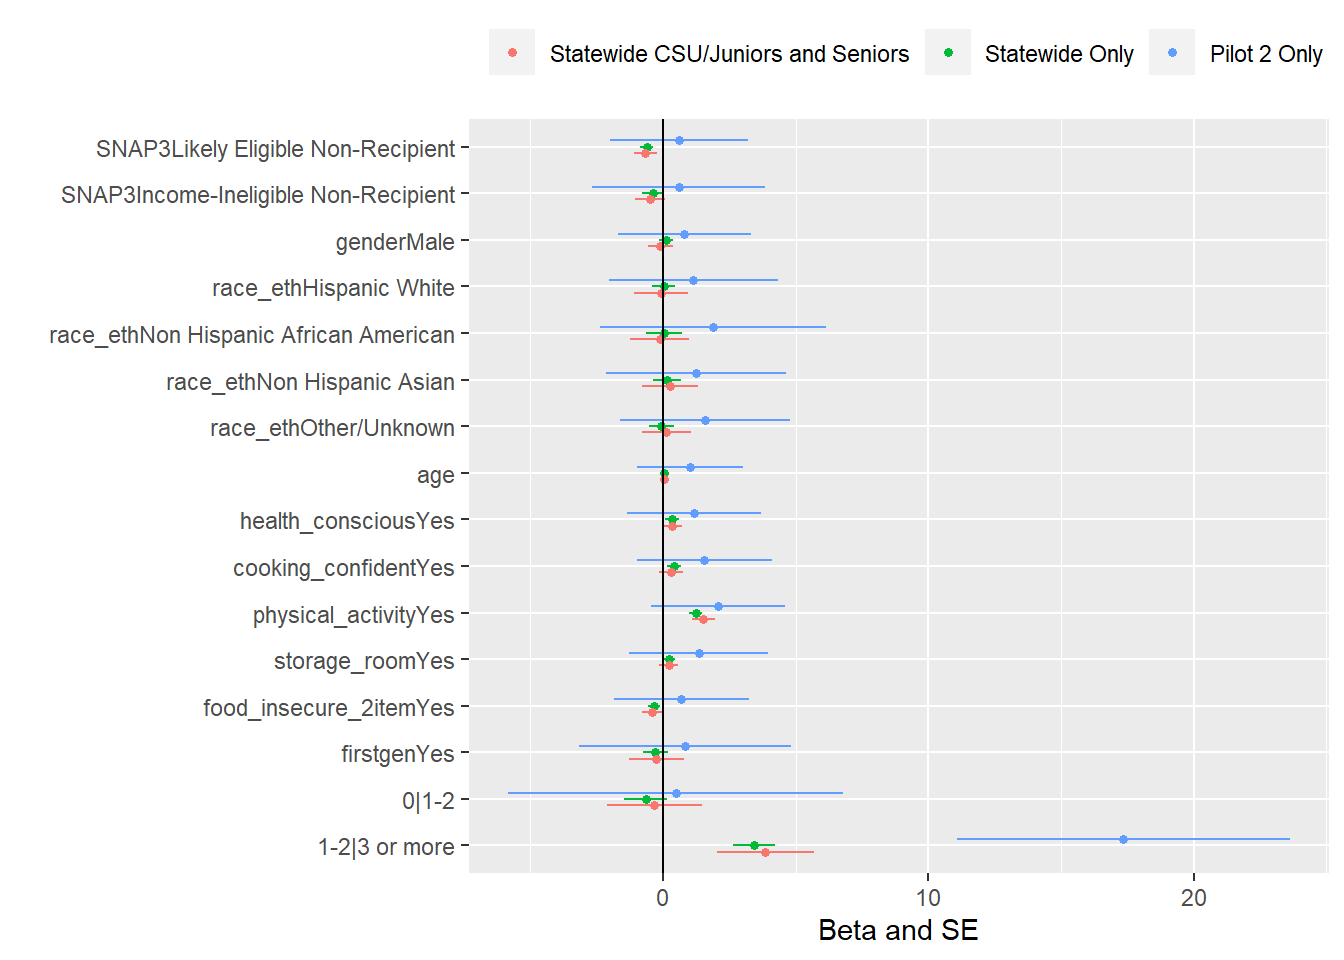 Statewide CSU/Juniors and Seniors Statewide Only Pilot 2 Only
SNAP3Likely Eligible Non-Recipient
SNAP3Income-Ineligible Non-Recipient
genderMale
race_ethHispanic White
race_ethNon Hispanic African American
race_ethNon Hispanic Asian
race_ethOther/Unknown
age
health_consciousYes
cooking_confidentYes
physical_activityYes
storage_roomYes
food_insecure_2itemYes
firstgenYes
0|1-2
1-2|3 or more
0 10 20
Beta and SE